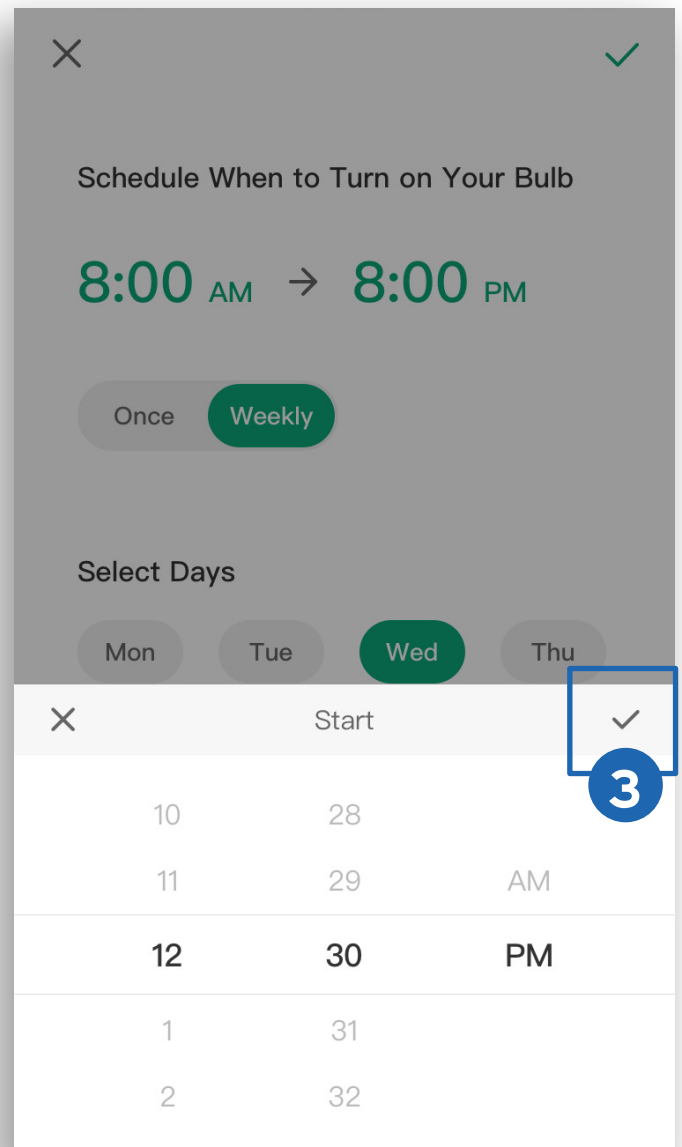 Schedule When to Turn on Your Bulb
8:00 AM → 8:00 PM
Once Weekly
Select Days
Mon Tue Wed Thu
Start
3
10 28
11 29 AM
12 30 PM
1 31
2 32